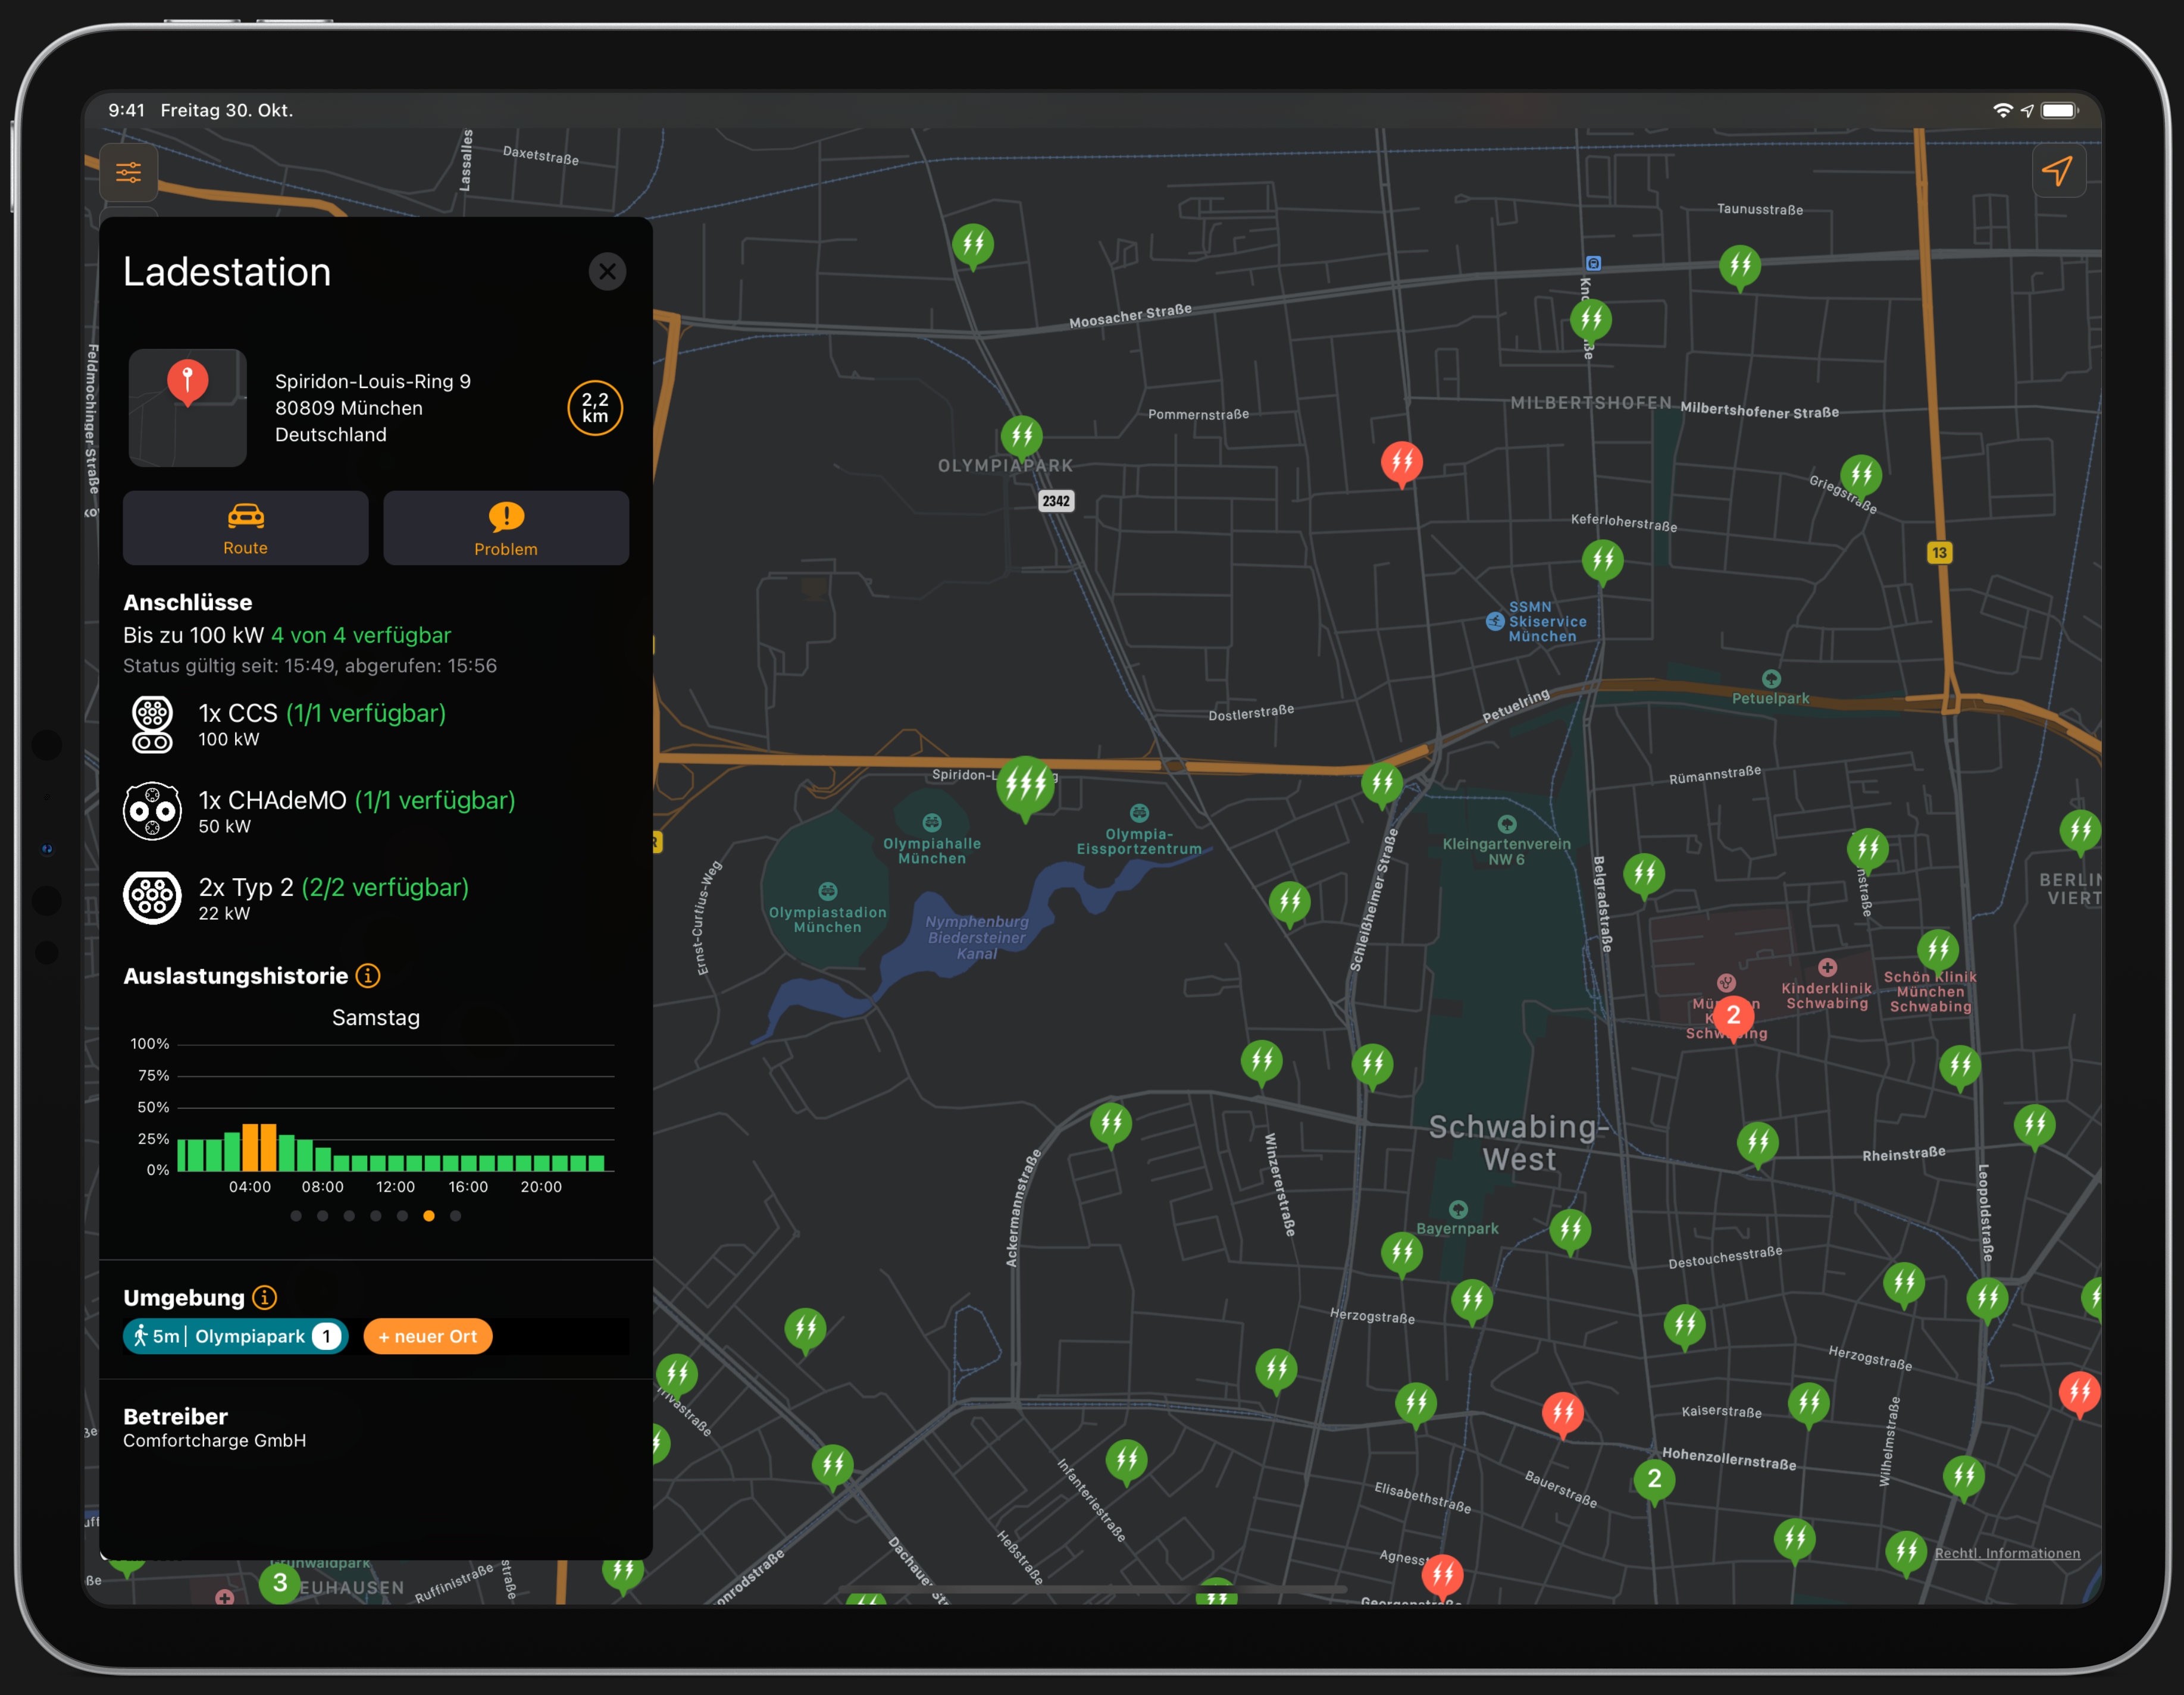 9:41 Freitag 30. Okt.
Ladestation
Spiridon-Louis-Ring 9
80809 München
Deutschland
2,2
km
Route
Problem
Anschlüsse
Bis zu 100 kW 4 von 4 verfügbar
Status gültig seit: 15:49, abgerufen: 15:56
1x CCS (1/1 verfügbar)
100 kW
1x CHAdeMO (1/1 verfügbar)
50 kW
2x Typ 2 (2/2 verfügbar)
22 kW
Auslastungshistorie
Samstag
100%
75%
50%
25%
0%
04:00 08:00 12:00 16:00 20:00
Umgebung
5m | Olympiapark 1
+ neuer Ort
Betreiber
Comfortcharge GmbH
Daxetstraße
Lassalles
Feldmochinger Straße
Taunusstraße
Moosacher Straße
MILBERTSHOFEN
Milbertshofener Straße
Pommernstraße
OLYMPIAPARK
2342
Griegstraße
Keferloherstraße
13
SSMN
Skiservice
München
Petuelring
Petuelpark
Dostlerstraße
Rümannstraße
Spiridon-L
Olympiahalle
München
Olympia-
Eissportzentrum
Kleingartenverein
NW 6
Olympiastadion
München
Nymphenburg
Biedersteiner
Kanal
Ernst-Curtius-Weg
Schleißheimer Straße
Belgradstraße
BERLIN
VIERT
Kinderklinik
Schwabing
Schön Klinik
München
Schwabing
2
Schwabing-
West
Rheinstraße
Leopoldstraße
Winzererstraße
Ackermannstraße
Bayernpark
Destouchesstraße
Herzogstraße
Herzogstraße
Kaiserstraße
Wilhelmstraße
Hohenzollernstraße
2
Bauerstraße
Elisabethstraße
Infanteriestraße
Heßstraße
Dachauer St
Agnesst
Georgenstraße
Rechtl. Informationen
3
EUHAUSEN
Ruffinistraße
straße